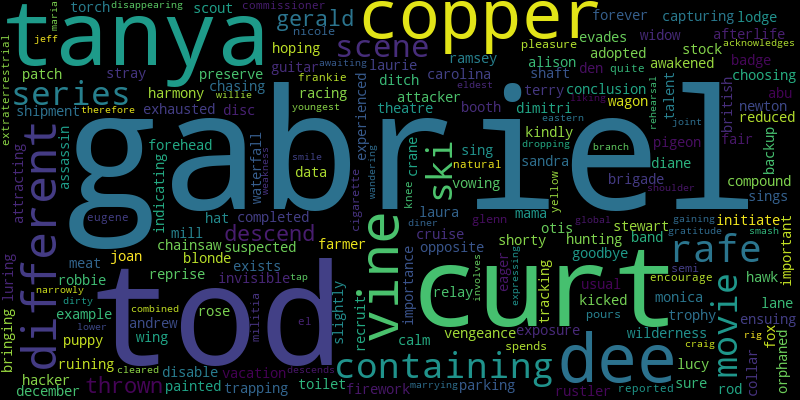 torch disappearing scout commissioner forever capturing lodge
maria
tanya copper
gerald
nicole
jeff
hoping
scene
laurie
ramsey
evades widow afterlife
pleasure acknowledges
adopted stock badge
alison
awaiting
den quite awakened choosing
extraterrestrial
patch stray preserve
guitar
frankie
ditch
carolina
shaft
conclusion
eldest
series
harmony
chasing
willie
racing
attacker
terry
liking
wagon
rehearsal
talent
british
abu
shipment
therefore
exhausted
disc
youngest
experienced
theatre
booth
dimitri
eastern
joint
newton
reduced
gabriel
attracting
different
assassin
forehead
indicating
waterfall
weakness
smile
data
cigarette
wandering
knee
crane
ski
sing
natural
vowing
kindly
dropping
sandra
branch
pigeon
fair
diane
backup
brigade
shoulder
compound
yellow
eugene
hat
completed
laura
mama
otis
global
stewart
gaining
gratitude
sings
smash
initiate
mill
descend
vine
diner
glenn
cruise
shorty
hunting
band
rafe
important
luring
joan
chainsaw
suspected
farmer
importance
opposite
goodbye
meat
blonde
exists
tap
eager
involves
expressing
tracking
semi
encourage
hawk
robbie
reprise
invisible
curt
usual
monica
movie
narrowly
dirty
example
combined
tod
rose
militia
el
slightly
recruit
relay
kicked
trophy
lane
bringing
lower
andrew
wing
calm
vengeance
exposure
pours
wilderness
ensuing
puppy
ruining
cleared
disable
descends
containing
spends
dee
craig
rig
fox
orphaned
collar
hacker
thrown
vacation
toilet
marrying
parking
rustler
lucy
december
painted
trapping
firework
reported
sure
rod